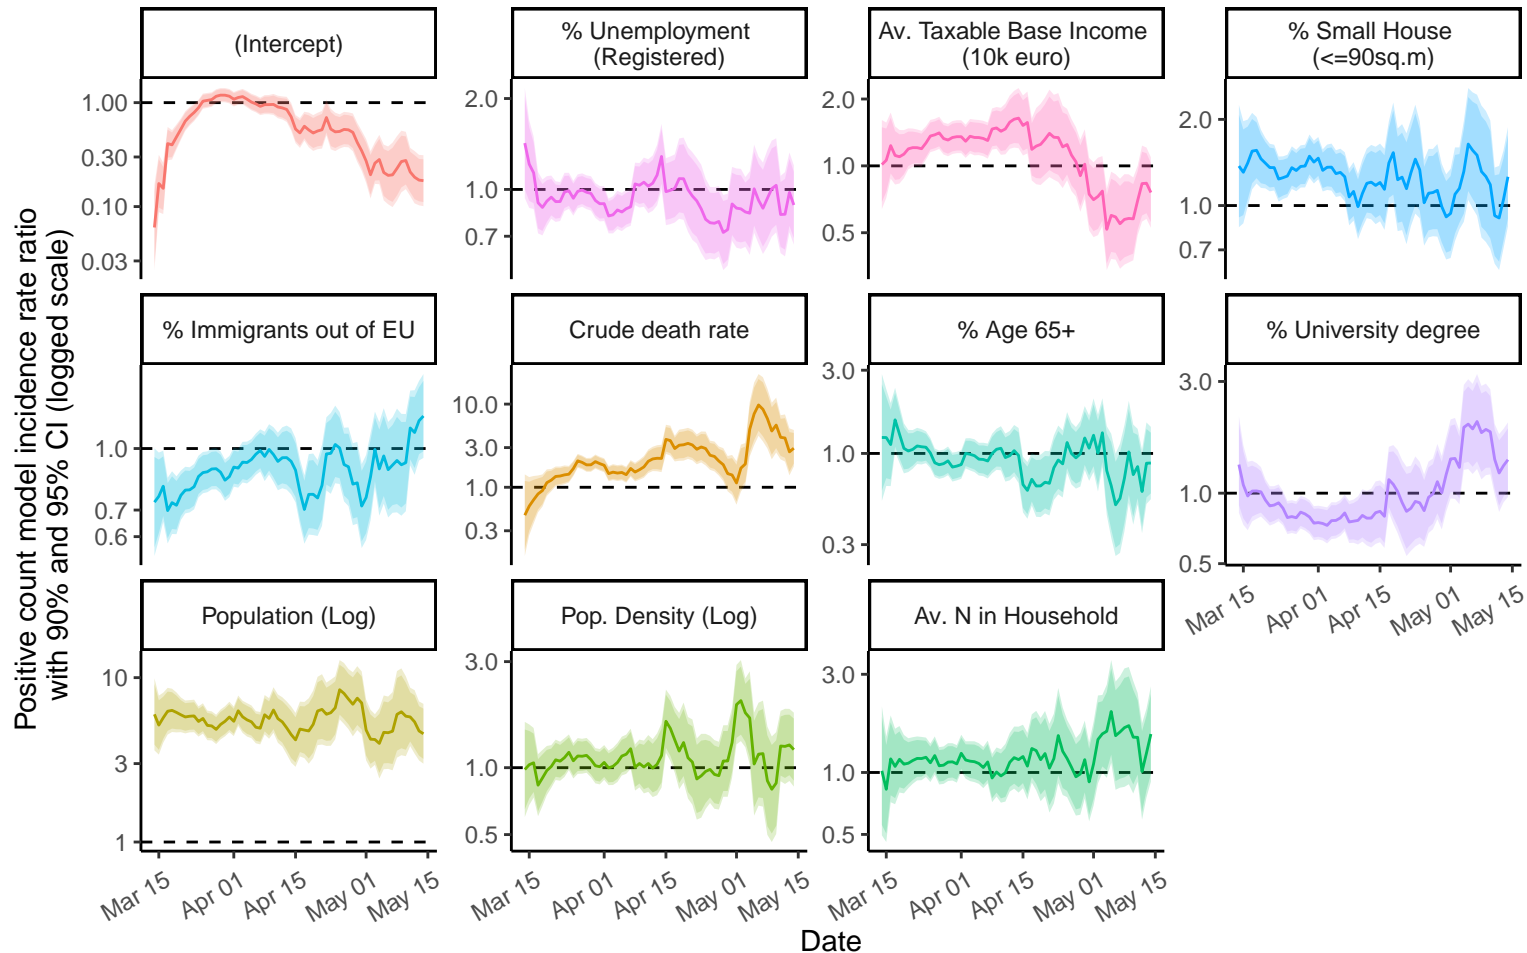 (Intercept)
% Unemployment
(Registered)
Av. Taxable Base Income
(10k euro)
% Small House
(<=90sq.m)
1.00
0.30
0.10
0.03
2.0
1.0
0.7
2.0
1.0
0.5
2.0
1.0
0.7
Positive count model incidence rate ratio
with 90% and 95% CI (logged scale)
% Immigrants out of EU
Crude death rate
% Age 65+
% University degree
1.0
0.7
0.6
10.0
3.0
1.0
0.3
3.0
1.0
0.3
3.0
1.0
0.5
Mar 15
Apr 01
Apr 15
May 01
May 15
Population (Log)
Pop. Density (Log)
Av. N in Household
10
3
1
3.0
1.0
0.5
3.0
1.0
0.5
Mar 15
Apr 01
Apr 15
May 01
May 15
Mar 15
Apr 01
Apr 15
May 01
May 15
Mar 15
Apr 01
Apr 15
May 01
May 15
Date